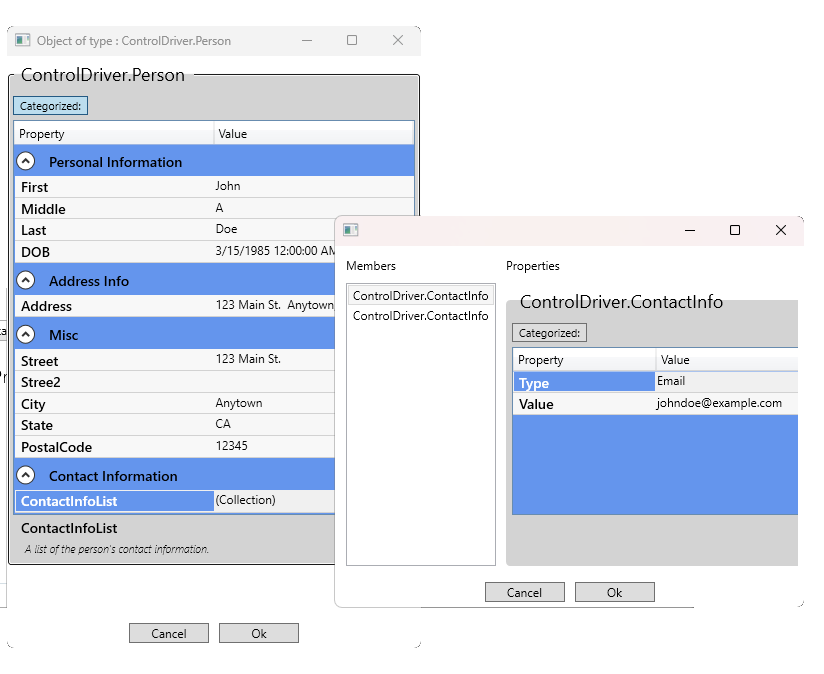 Object of type : ControlDriver.Person
ControlDriver.Person
Categorized:
Property Value
Personal Information
First John
Middle A
Last Doe
DOB 3/15/1985 12:00:00 AM
Address Info
Address 123 Main St. Anytown,
Misc
Street 123 Main St.
Stree2
City Anytown
State CA
PostalCode 12345
Contact Information
ContactInfoList (Collection)
ContactInfoList
A list of the person's contact information.
Cancel Ok
Members Properties
ControlDriver.ContactInfo
ControlDriver.ContactInfo
ControlDriver.ContactInfo
Categorized:
Property Value
Type Email
Value johndoe@example.com
Cancel Ok